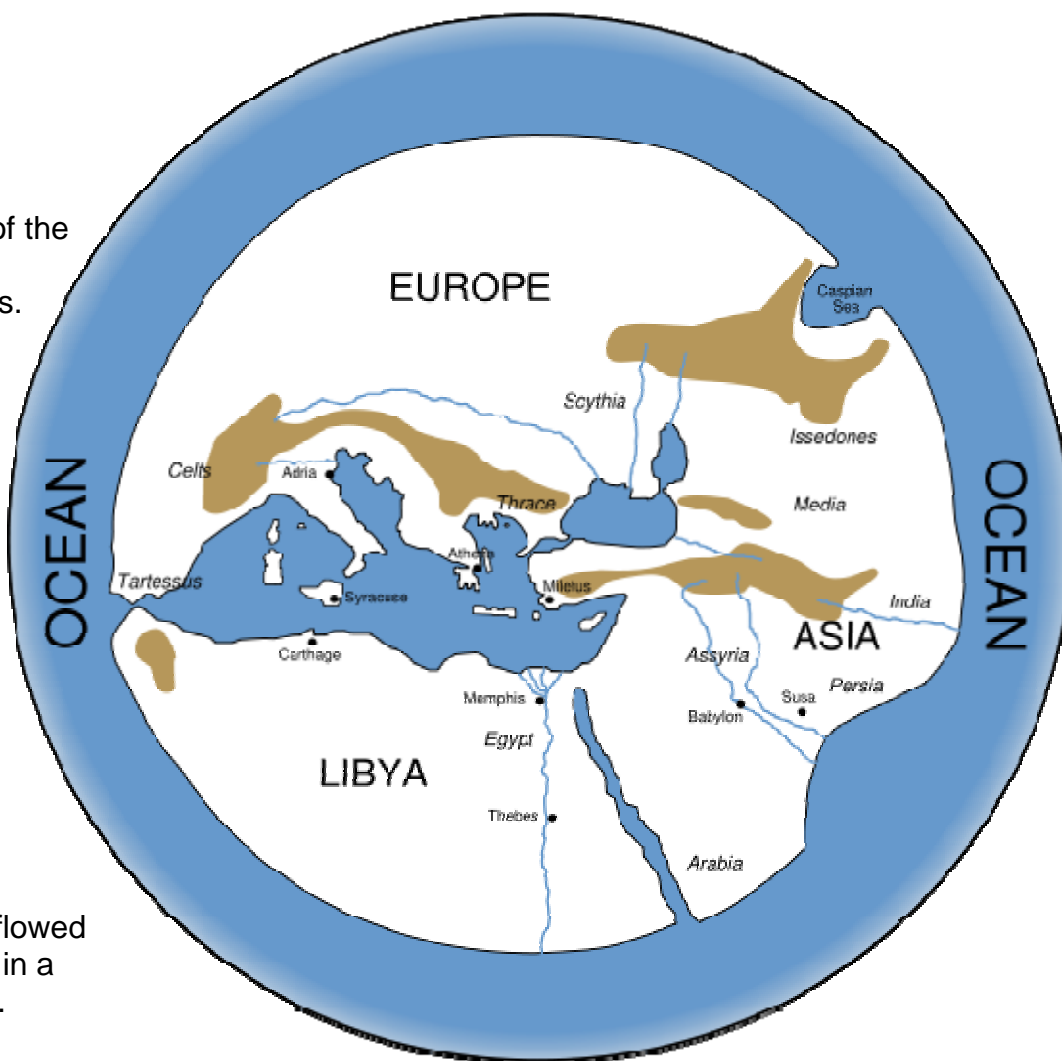 of the
s.
EUROPE
Caspian
Sea
Scythia
Issedones
Celts
Adria
Thrace
Media
OCEAN
OCEAN
Athens
Tartessus
Miletus
Syracuse
India
ASIA
Carthage
Assyria
Persia
Memphis
Susa
Babylon
Egypt
LIBYA
Thebes
Arabia
flowed
in a
.